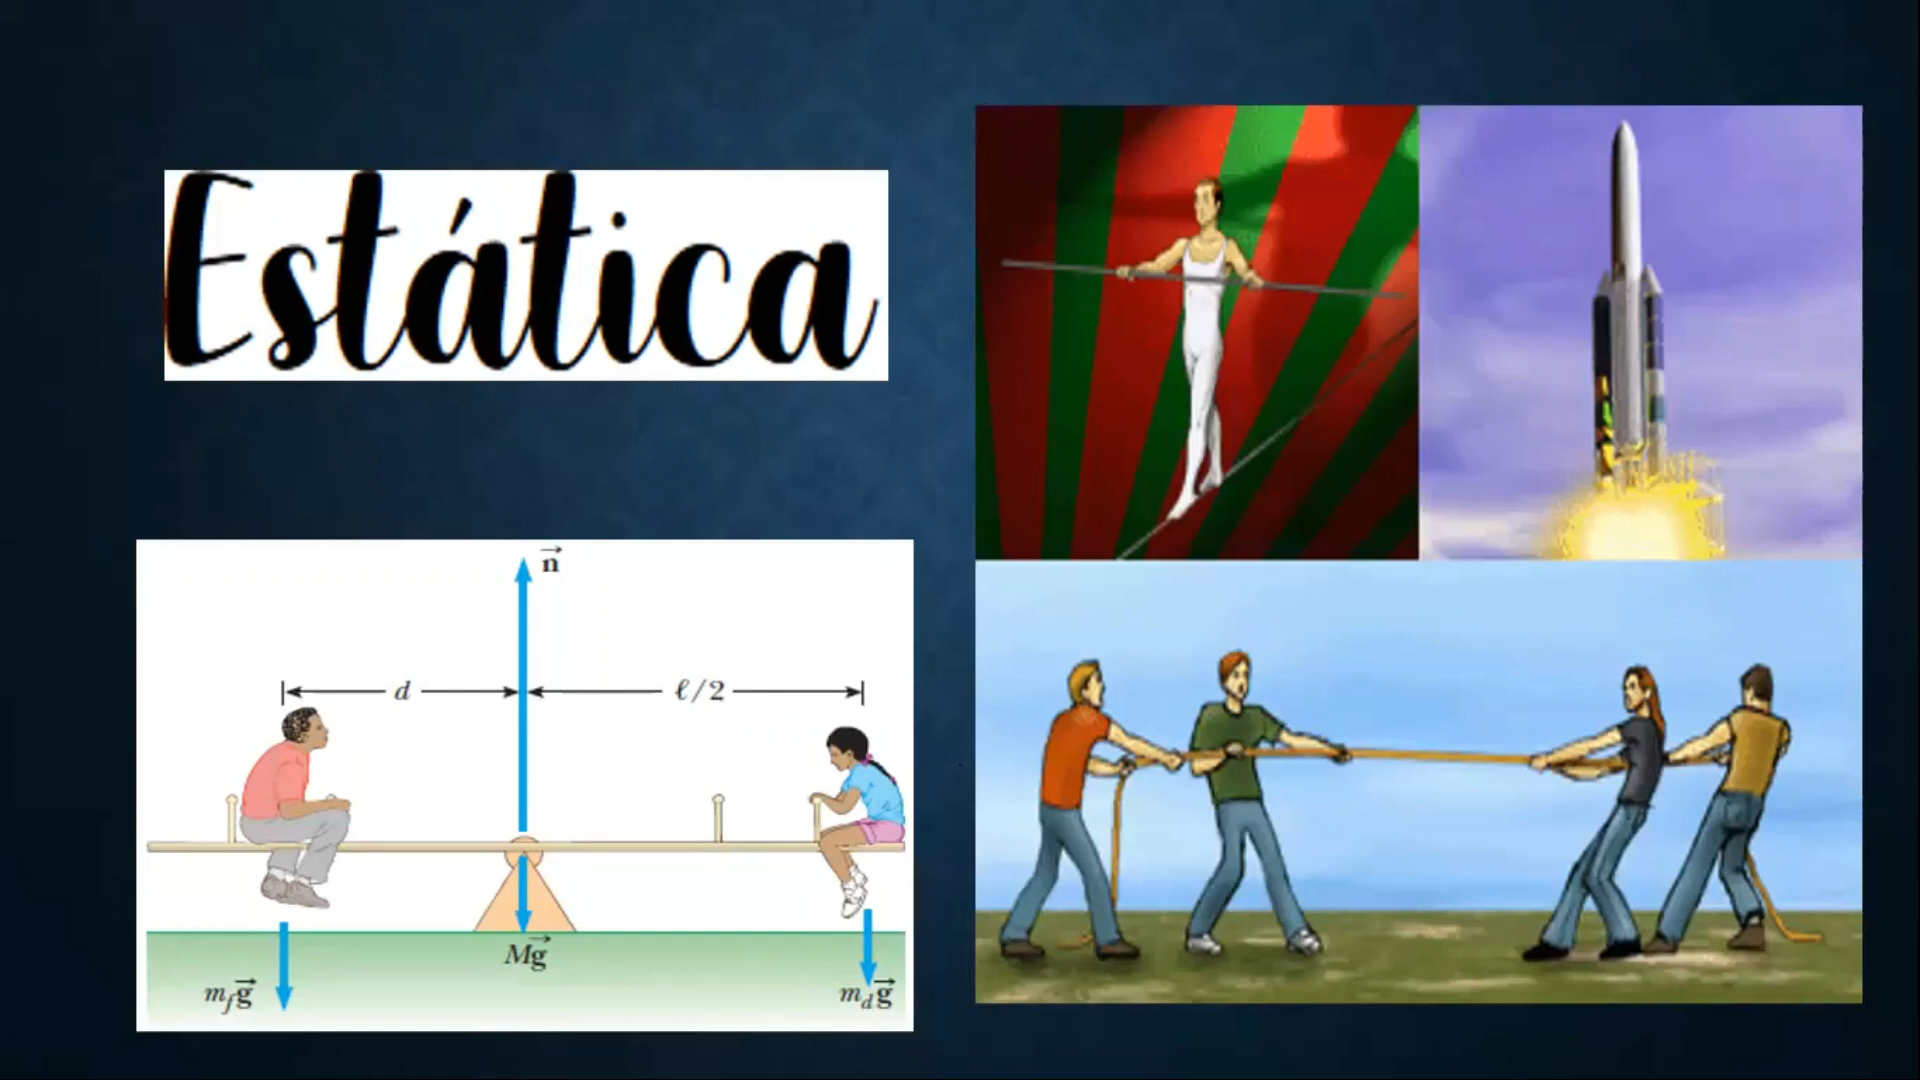 Estática
n⃗
d
ℓ/2
Mg⃗
m_f g⃗
m_d g⃗